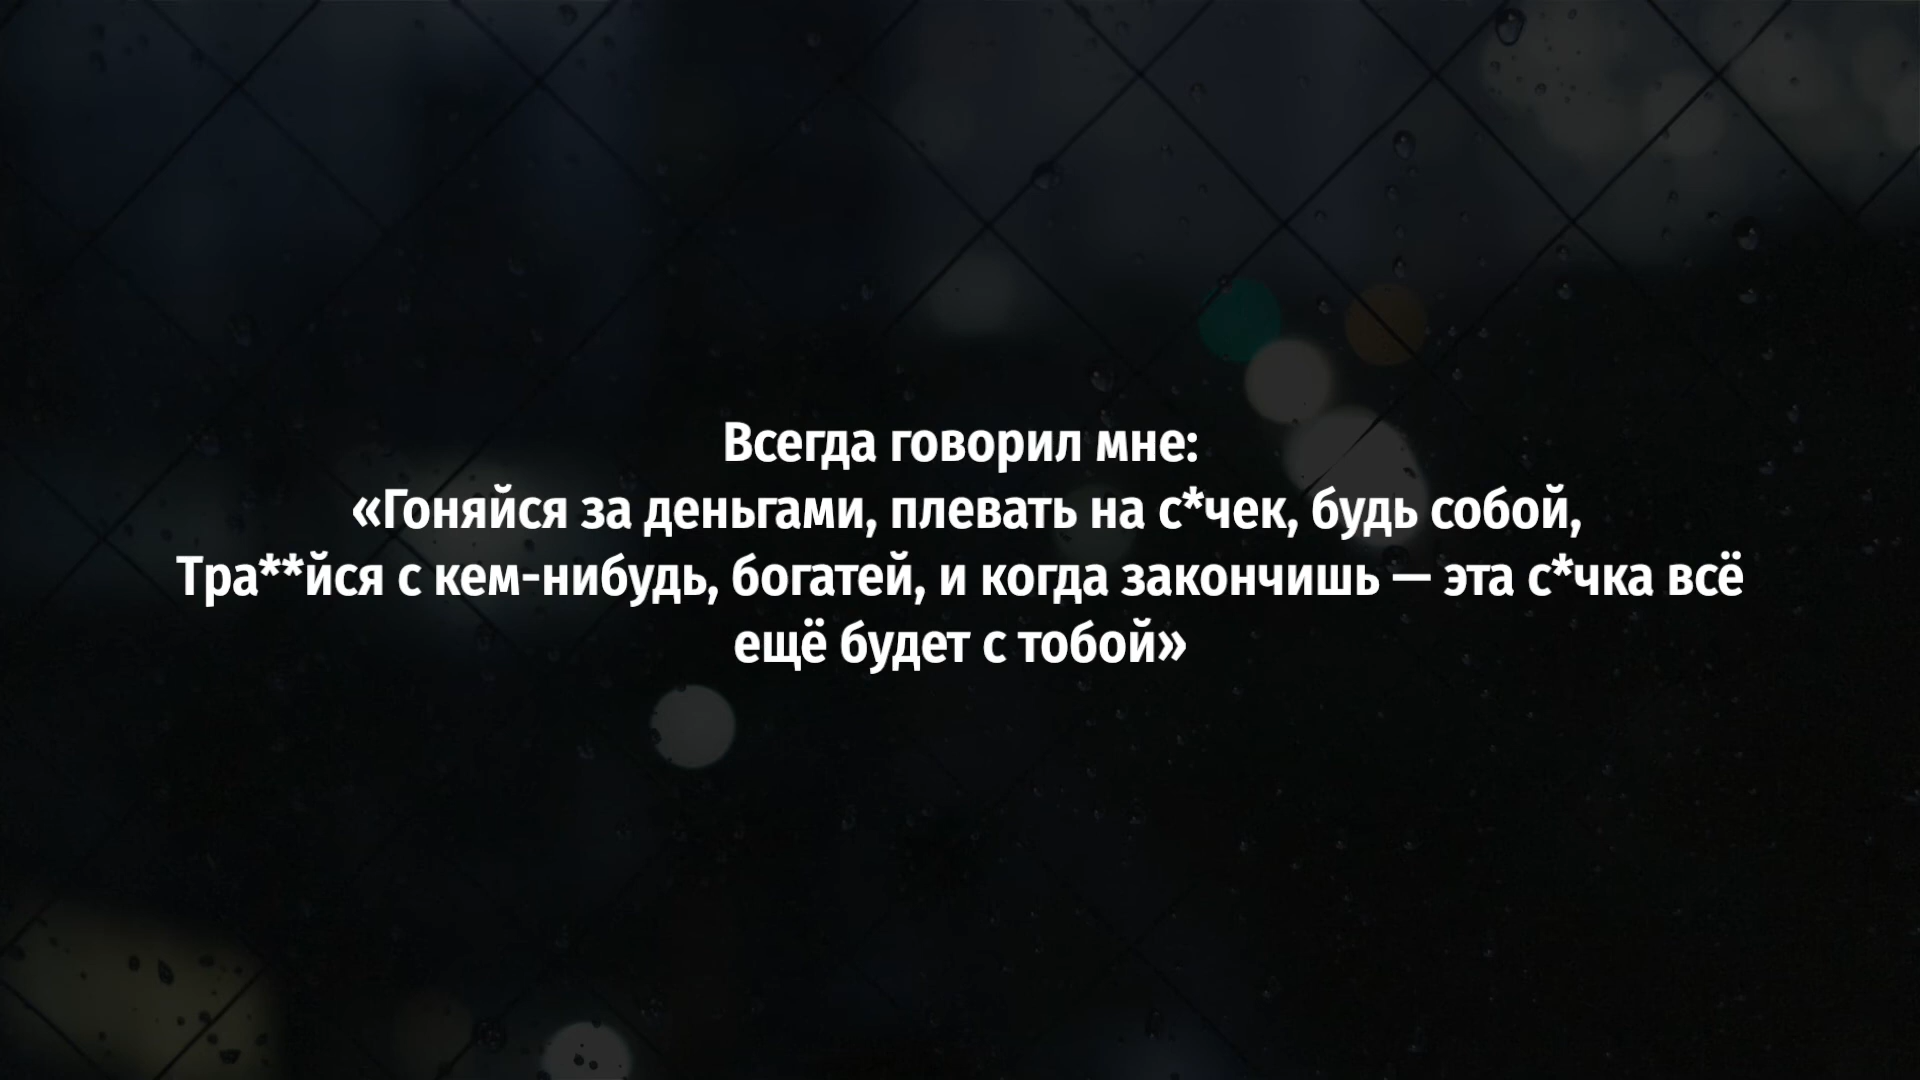 Всегда говорил мне:
«Гоняйся за деньгами, плевать на с*чек, будь собой,
Тра**йся с кем-нибудь, богатей, и когда закончишь — эта с*чка всё
ещё будет с тобой»